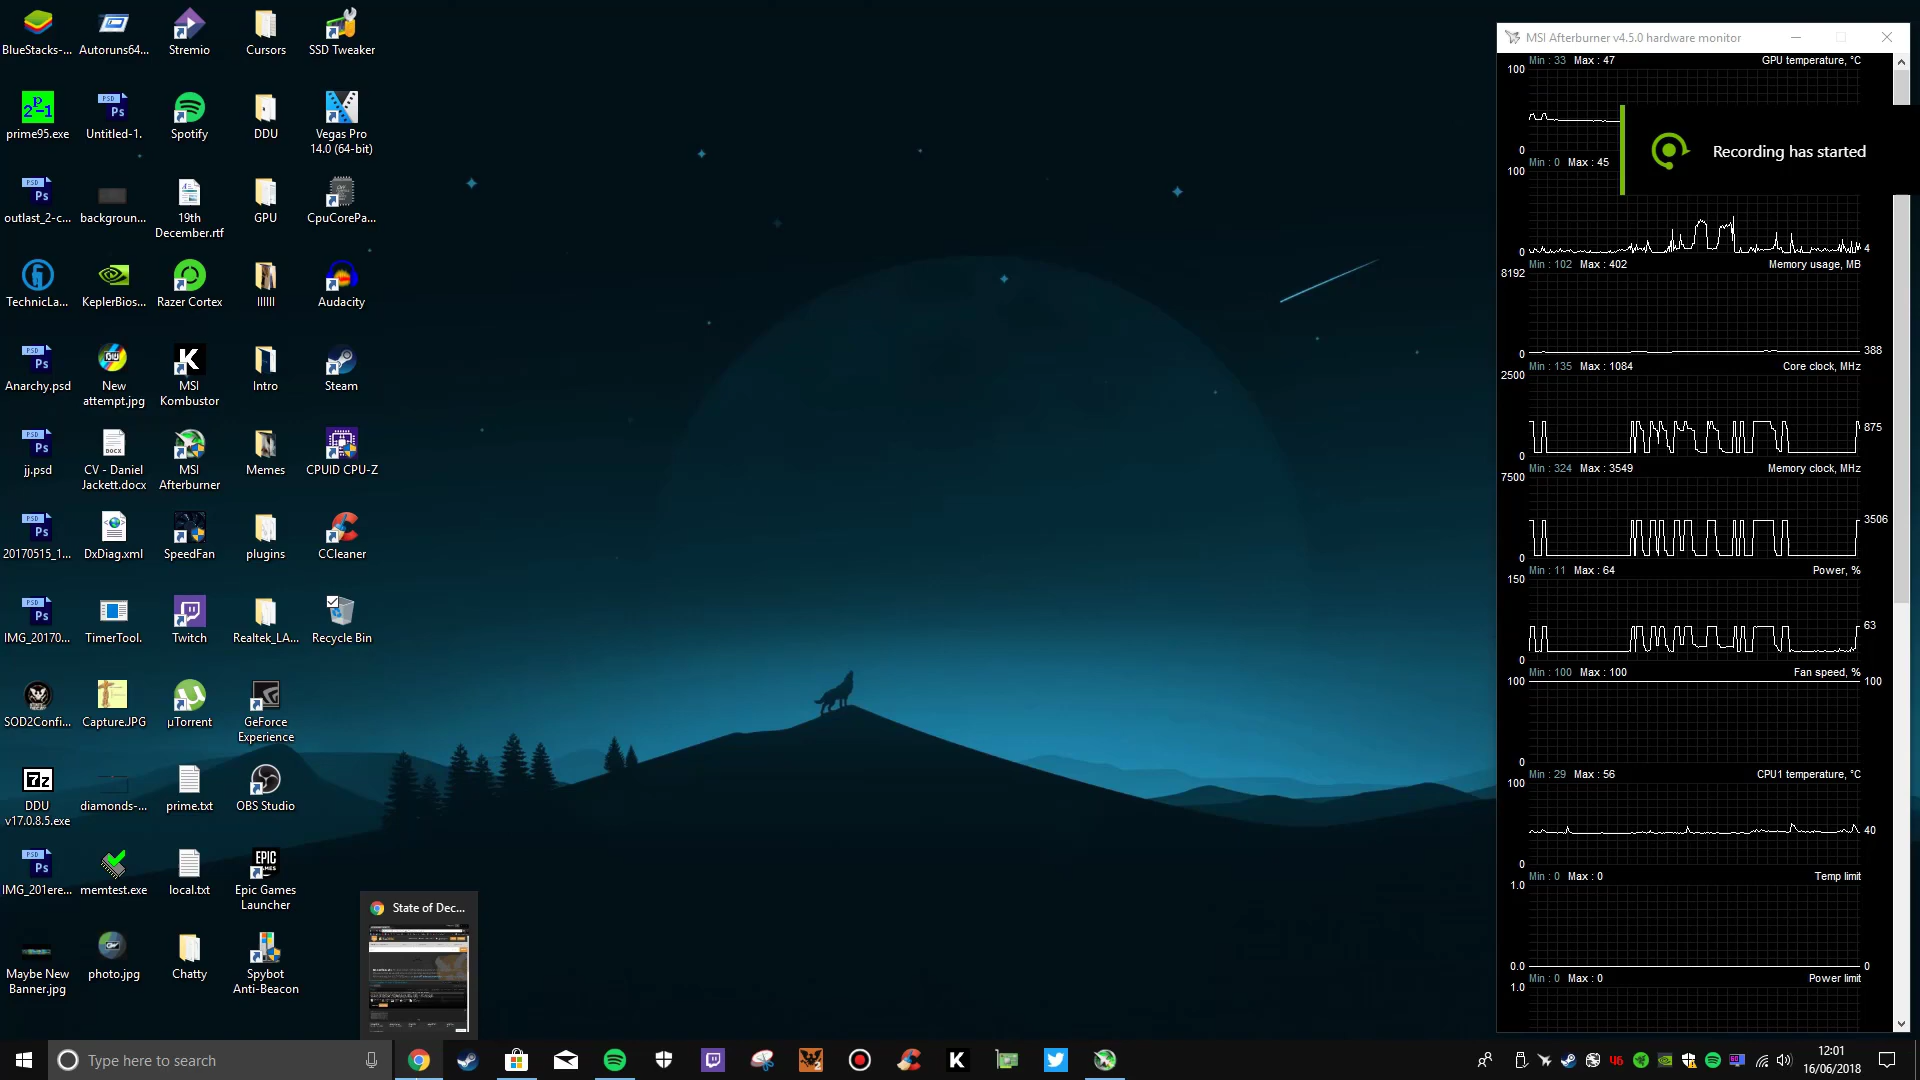 BlueStacks-...
Autoruns64...
Stremio
Cursors
SSD Tweaker
prime95.exe
Untitled-1.
Spotify
DDU
Vegas Pro
14.0 (64-bit)
outlast_2-c...
backgroun...
19th
December.rtf
GPU
CpuCorePa...
TechnicLa...
KeplerBios...
Razer Cortex
llllll
Audacity
Anarchy.psd
New
attempt.jpg
MSI
Kombustor
Intro
Steam
jj.psd
CV - Daniel
Jackett.docx
MSI
Afterburner
Memes
CPUID CPU-Z
20170515_1...
DxDiag.xml
SpeedFan
plugins
CCleaner
IMG_20170...
TimerTool.
Twitch
Realtek_LA...
Recycle Bin
SOD2Confi...
Capture.JPG
µTorrent
GeForce
Experience
DDU
v17.0.8.5.exe
diamonds-...
prime.txt
OBS Studio
IMG_201ere...
memtest.exe
local.txt
Epic Games
Launcher
Maybe New
Banner.jpg
photo.jpg
Chatty
Spybot
Anti-Beacon
State of Dec...
MSI Afterburner v4.5.0 hardware monitor
Min : 33 Max : 47 GPU temperature, °C
100
0
Recording has started
Min : 0 Max : 45
100
0
4
Min : 102 Max : 402 Memory usage, MB
8192
388
0
Min : 135 Max : 1084 Core clock, MHz
2500
875
0
Min : 324 Max : 3549 Memory clock, MHz
7500
3506
0
Min : 11 Max : 64 Power, %
150
63
0
Min : 100 Max : 100 Fan speed, %
100
100
0
Min : 29 Max : 56 CPU1 temperature, °C
100
40
0
Min : 0 Max : 0 Temp limit
1.0
0.0
0
Min : 0 Max : 0 Power limit
1.0
Type here to search
12:01
16/06/2018